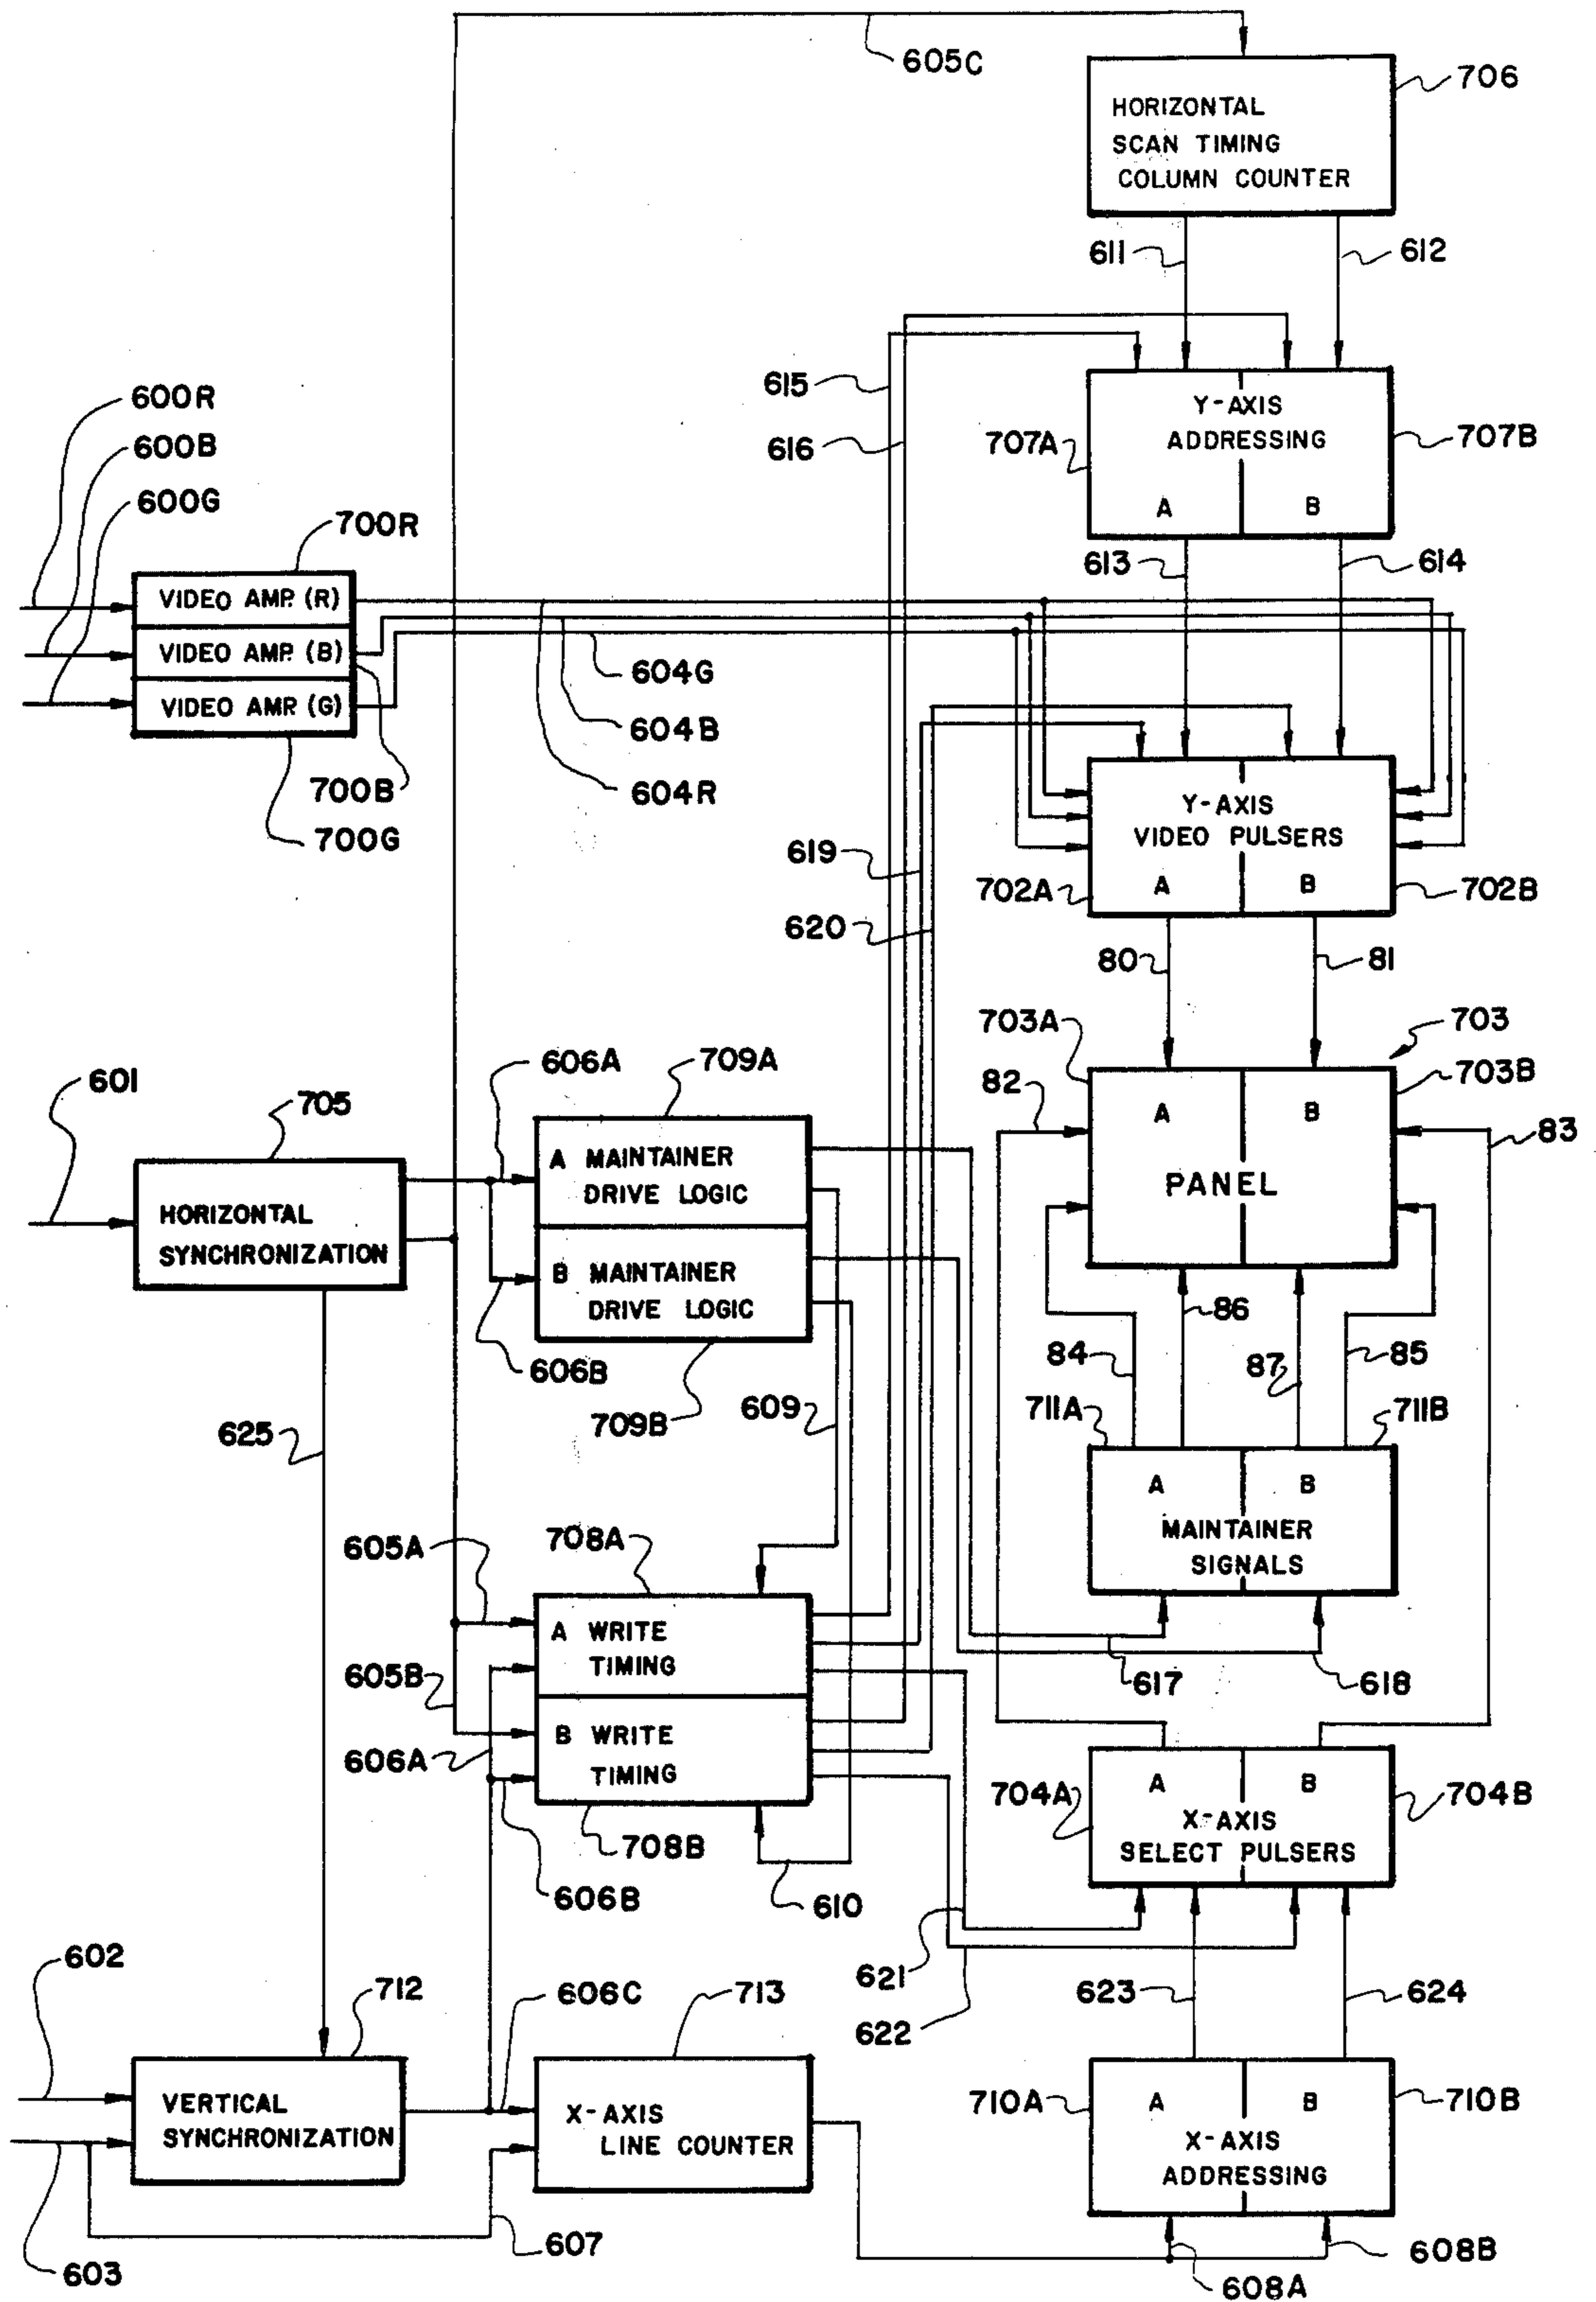 605C
706
HORIZONTAL
SCAN TIMING
COLUMN COUNTER
611
612
615
600R
616
600B
Y-AXIS
ADDRESSING
707A
707B
600G
A
B
700R
613
614
VIDEO AMP. (R)
VIDEO AMP. (B)
VIDEO AMP. (G)
604G
604B
604R
700B
700G
Y-AXIS
VIDEO PULSERS
619
702A
A
B
702B
620
80
81
703A
703
606A
709A
82
703B
601
705
A
B
83
A MAINTAINER
DRIVE LOGIC
PANEL
HORIZONTAL
SYNCHRONIZATION
B MAINTAINER
DRIVE LOGIC
86
84
87
85
606B
609
711A
711B
709B
625
A
B
MAINTAINER
SIGNALS
605A
708A
A WRITE
TIMING
605B
617
618
B WRITE
TIMING
606A
704A
A
B
704B
X-AXIS
SELECT PULSERS
708B
606B
610
602
621
712
606C
713
623
624
622
VERTICAL
SYNCHRONIZATION
X-AXIS
LINE COUNTER
710A
A
B
710B
X-AXIS
ADDRESSING
607
603
608B
608A